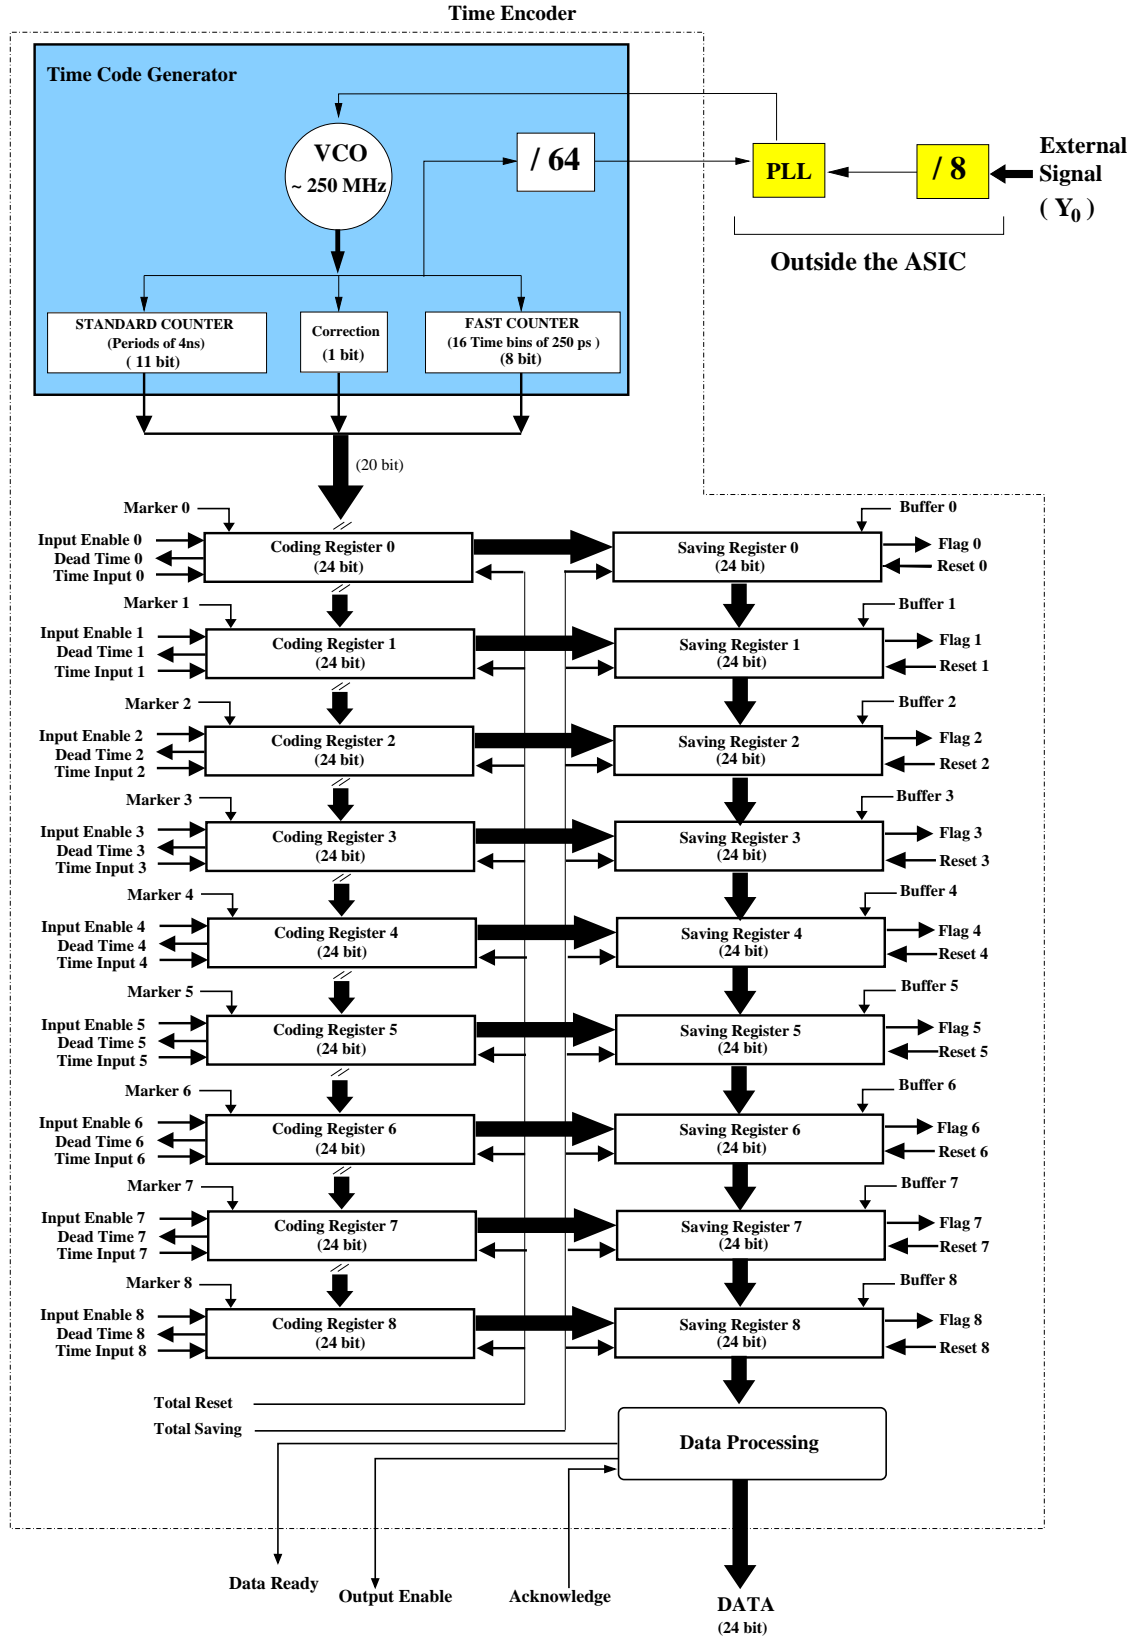 Time Encoder
Time Code Generator
VCO
~ 250 MHz
/ 64
PLL
/ 8
External
Signal
( Y0 )
Outside the ASIC
STANDARD COUNTER
(Periods of 4ns)
( 11 bit)
Correction
(1 bit)
FAST COUNTER
(16 Time bins of 250 ps )
(8 bit)
(20 bit)
Marker 0
Input Enable 0
Dead Time 0
Time Input 0
Coding Register 0
(24 bit)
Buffer 0
Saving Register 0
(24 bit)
Flag 0
Reset 0
Marker 1
Input Enable 1
Dead Time 1
Time Input 1
Coding Register 1
(24 bit)
Buffer 1
Saving Register 1
(24 bit)
Flag 1
Reset 1
Marker 2
Input Enable 2
Dead Time 2
Time Input 2
Coding Register 2
(24 bit)
Buffer 2
Saving Register 2
(24 bit)
Flag 2
Reset 2
Marker 3
Input Enable 3
Dead Time 3
Time Input 3
Coding Register 3
(24 bit)
Buffer 3
Saving Register 3
(24 bit)
Flag 3
Reset 3
Marker 4
Input Enable 4
Dead Time 4
Time Input 4
Coding Register 4
(24 bit)
Buffer 4
Saving Register 4
(24 bit)
Flag 4
Reset 4
Marker 5
Input Enable 5
Dead Time 5
Time Input 5
Coding Register 5
(24 bit)
Buffer 5
Saving Register 5
(24 bit)
Flag 5
Reset 5
Marker 6
Input Enable 6
Dead Time 6
Time Input 6
Coding Register 6
(24 bit)
Buffer 6
Saving Register 6
(24 bit)
Flag 6
Reset 6
Marker 7
Input Enable 7
Dead Time 7
Time Input 7
Coding Register 7
(24 bit)
Buffer 7
Saving Register 7
(24 bit)
Flag 7
Reset 7
Marker 8
Input Enable 8
Dead Time 8
Time Input 8
Coding Register 8
(24 bit)
Buffer 8
Saving Register 8
(24 bit)
Flag 8
Reset 8
Total Reset
Total Saving
Data Processing
Data Ready
Output Enable
Acknowledge
DATA
(24 bit)